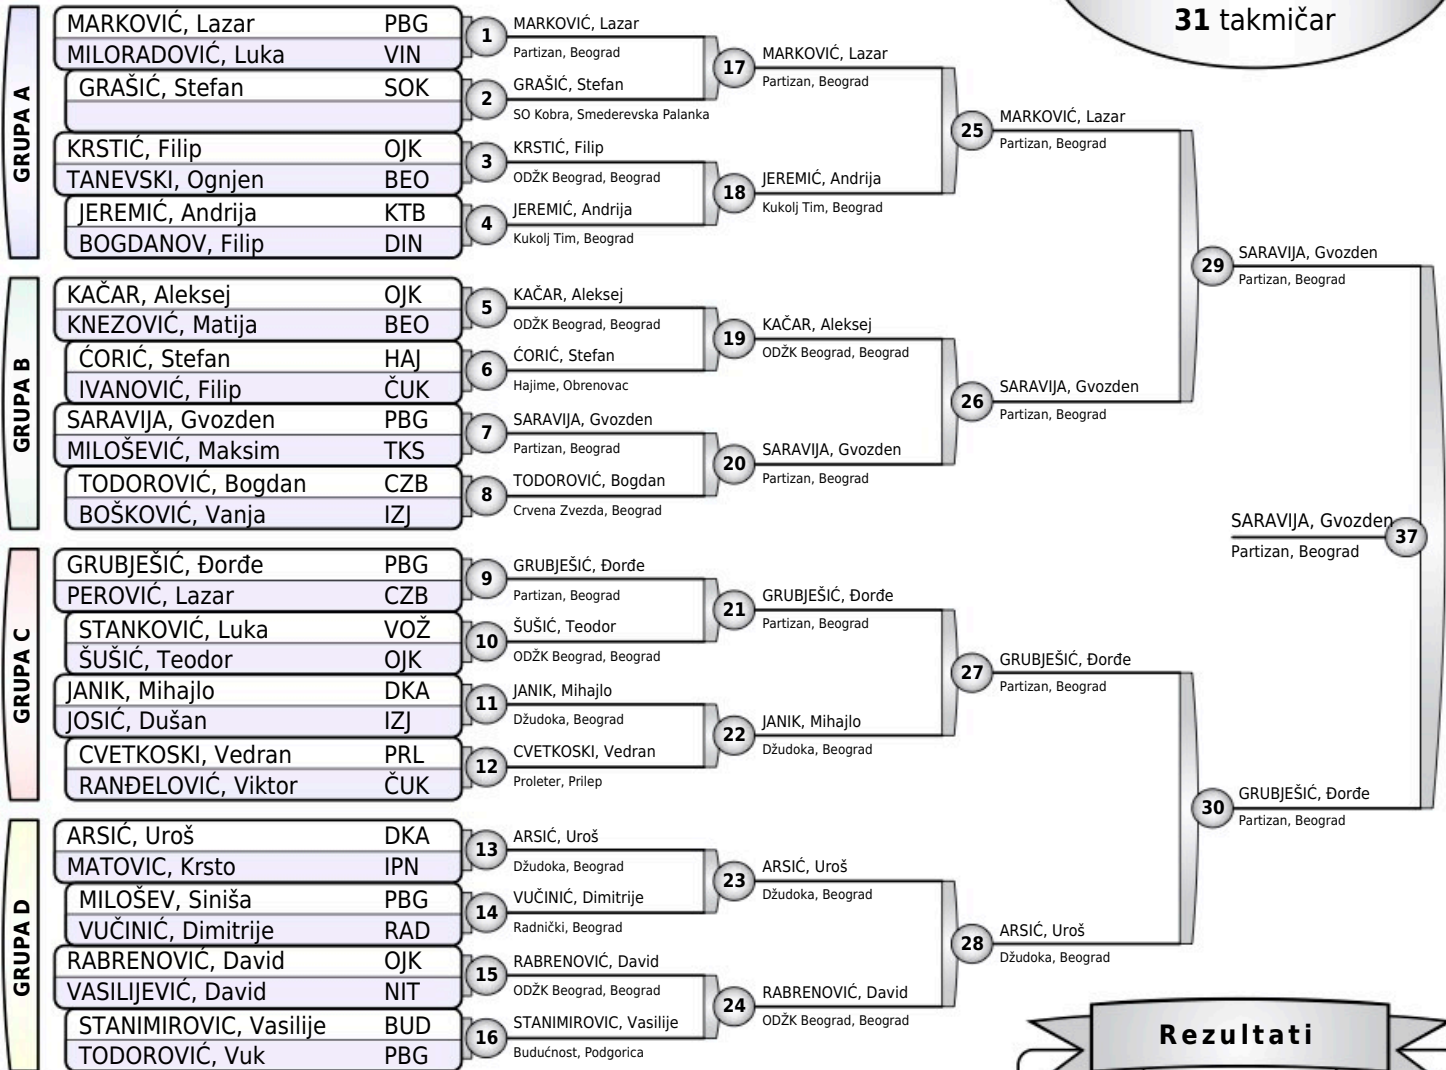 31 takmičar
GRUPA A
MARKOVIĆ, Lazar PBG
MILORADOVIĆ, Luka VIN
GRAŠIĆ, Stefan SOK
KRSTIĆ, Filip OJK
TANEVSKI, Ognjen BEO
JEREMIĆ, Andrija KTB
BOGDANOV, Filip DIN
GRUPA B
KAČAR, Aleksej OJK
KNEZOVIĆ, Matija BEO
ĆORIĆ, Stefan HAJ
IVANOVIĆ, Filip ČUK
SARAVIJA, Gvozden PBG
MILOŠEVIĆ, Maksim TKS
TODOROVIĆ, Bogdan CZB
BOŠKOVIĆ, Vanja IZJ
GRUPA C
GRUBJEŠIĆ, Đorđe PBG
PEROVIĆ, Lazar CZB
STANKOVIĆ, Luka VOŽ
ŠUŠIĆ, Teodor OJK
JANIK, Mihajlo DKA
JOSIĆ, Dušan IZJ
CVETKOSKI, Vedran PRL
RANĐELOVIĆ, Viktor ČUK
GRUPA D
ARSIĆ, Uroš DKA
MATOVIC, Krsto IPN
MILOŠEV, Siniša PBG
VUČINIĆ, Dimitrije RAD
RABRENOVIĆ, David OJK
VASILIJEVIĆ, David NIT
STANIMIROVIC, Vasilije BUD
TODOROVIĆ, Vuk PBG
1 MARKOVIĆ, Lazar
Partizan, Beograd
2 GRAŠIĆ, Stefan
SO Kobra, Smederevska Palanka
3 KRSTIĆ, Filip
ODŽK Beograd, Beograd
4 JEREMIĆ, Andrija
Kukolj Tim, Beograd
5 KAČAR, Aleksej
ODŽK Beograd, Beograd
6 ĆORIĆ, Stefan
Hajime, Obrenovac
7 SARAVIJA, Gvozden
Partizan, Beograd
8 TODOROVIĆ, Bogdan
Crvena Zvezda, Beograd
9 GRUBJEŠIĆ, Đorđe
Partizan, Beograd
10 ŠUŠIĆ, Teodor
ODŽK Beograd, Beograd
11 JANIK, Mihajlo
Džudoka, Beograd
12 CVETKOSKI, Vedran
Proleter, Prilep
13 ARSIĆ, Uroš
Džudoka, Beograd
14 VUČINIĆ, Dimitrije
Radnički, Beograd
15 RABRENOVIĆ, David
ODŽK Beograd, Beograd
16 STANIMIROVIC, Vasilije
Budućnost, Podgorica
17 MARKOVIĆ, Lazar
Partizan, Beograd
18 JEREMIĆ, Andrija
Kukolj Tim, Beograd
19 KAČAR, Aleksej
ODŽK Beograd, Beograd
20 SARAVIJA, Gvozden
Partizan, Beograd
21 GRUBJEŠIĆ, Đorđe
Partizan, Beograd
22 JANIK, Mihajlo
Džudoka, Beograd
23 ARSIĆ, Uroš
Džudoka, Beograd
24 RABRENOVIĆ, David
ODŽK Beograd, Beograd
25 MARKOVIĆ, Lazar
Partizan, Beograd
26 SARAVIJA, Gvozden
Partizan, Beograd
27 GRUBJEŠIĆ, Đorđe
Partizan, Beograd
28 ARSIĆ, Uroš
Džudoka, Beograd
29 SARAVIJA, Gvozden
Partizan, Beograd
30 GRUBJEŠIĆ, Đorđe
Partizan, Beograd
SARAVIJA, Gvozden 37
Partizan, Beograd
Rezultati